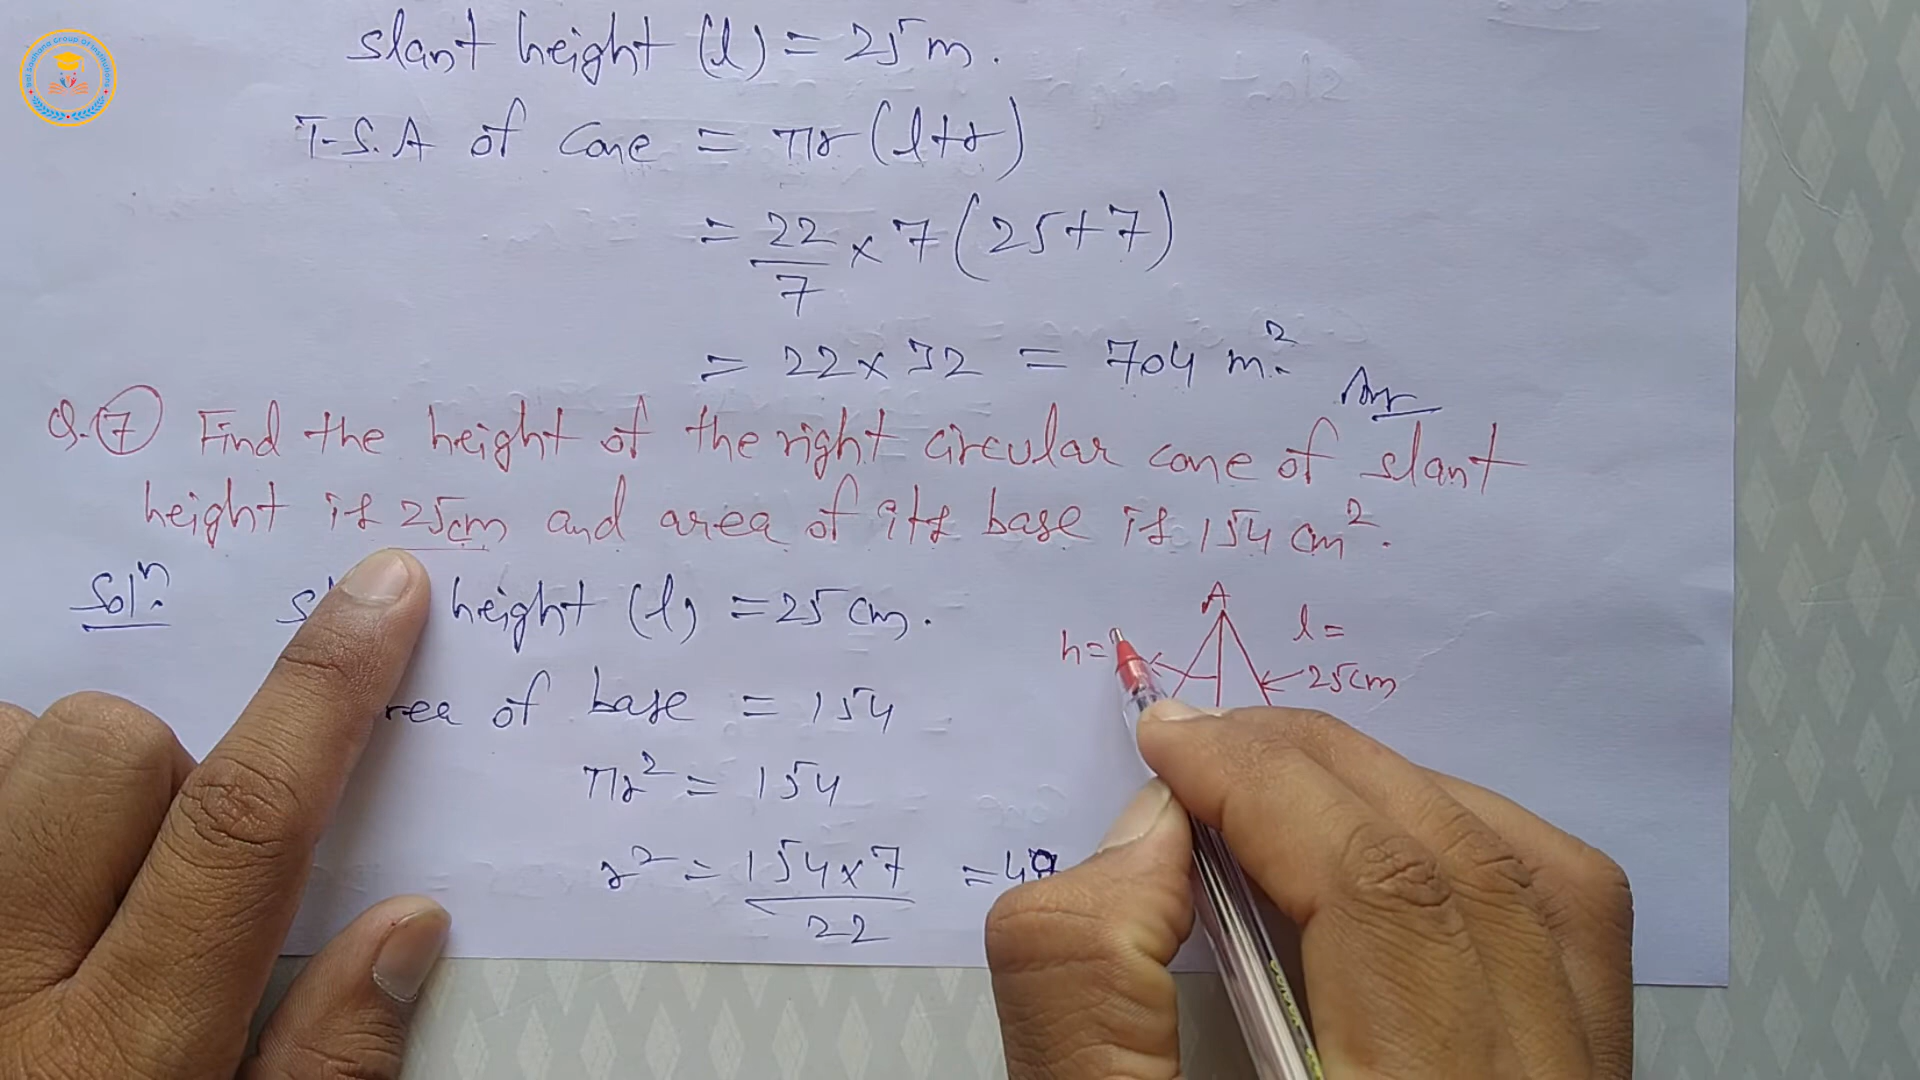 slant height (l) = 25 m.
T.S.A of Cone = πr (l+r)
= 22/7 × 7 (25+7)
= 22 × 32 = 704 m².
Ans
Q.7 Find the height of the right circular cone of slant
height is 25cm and area of its base is 154 cm².
Solⁿ. height (l) = 25 cm.
rea of base = 154
πr² = 154
r² = 154×7/22 = 49
A
l =
25cm
h=